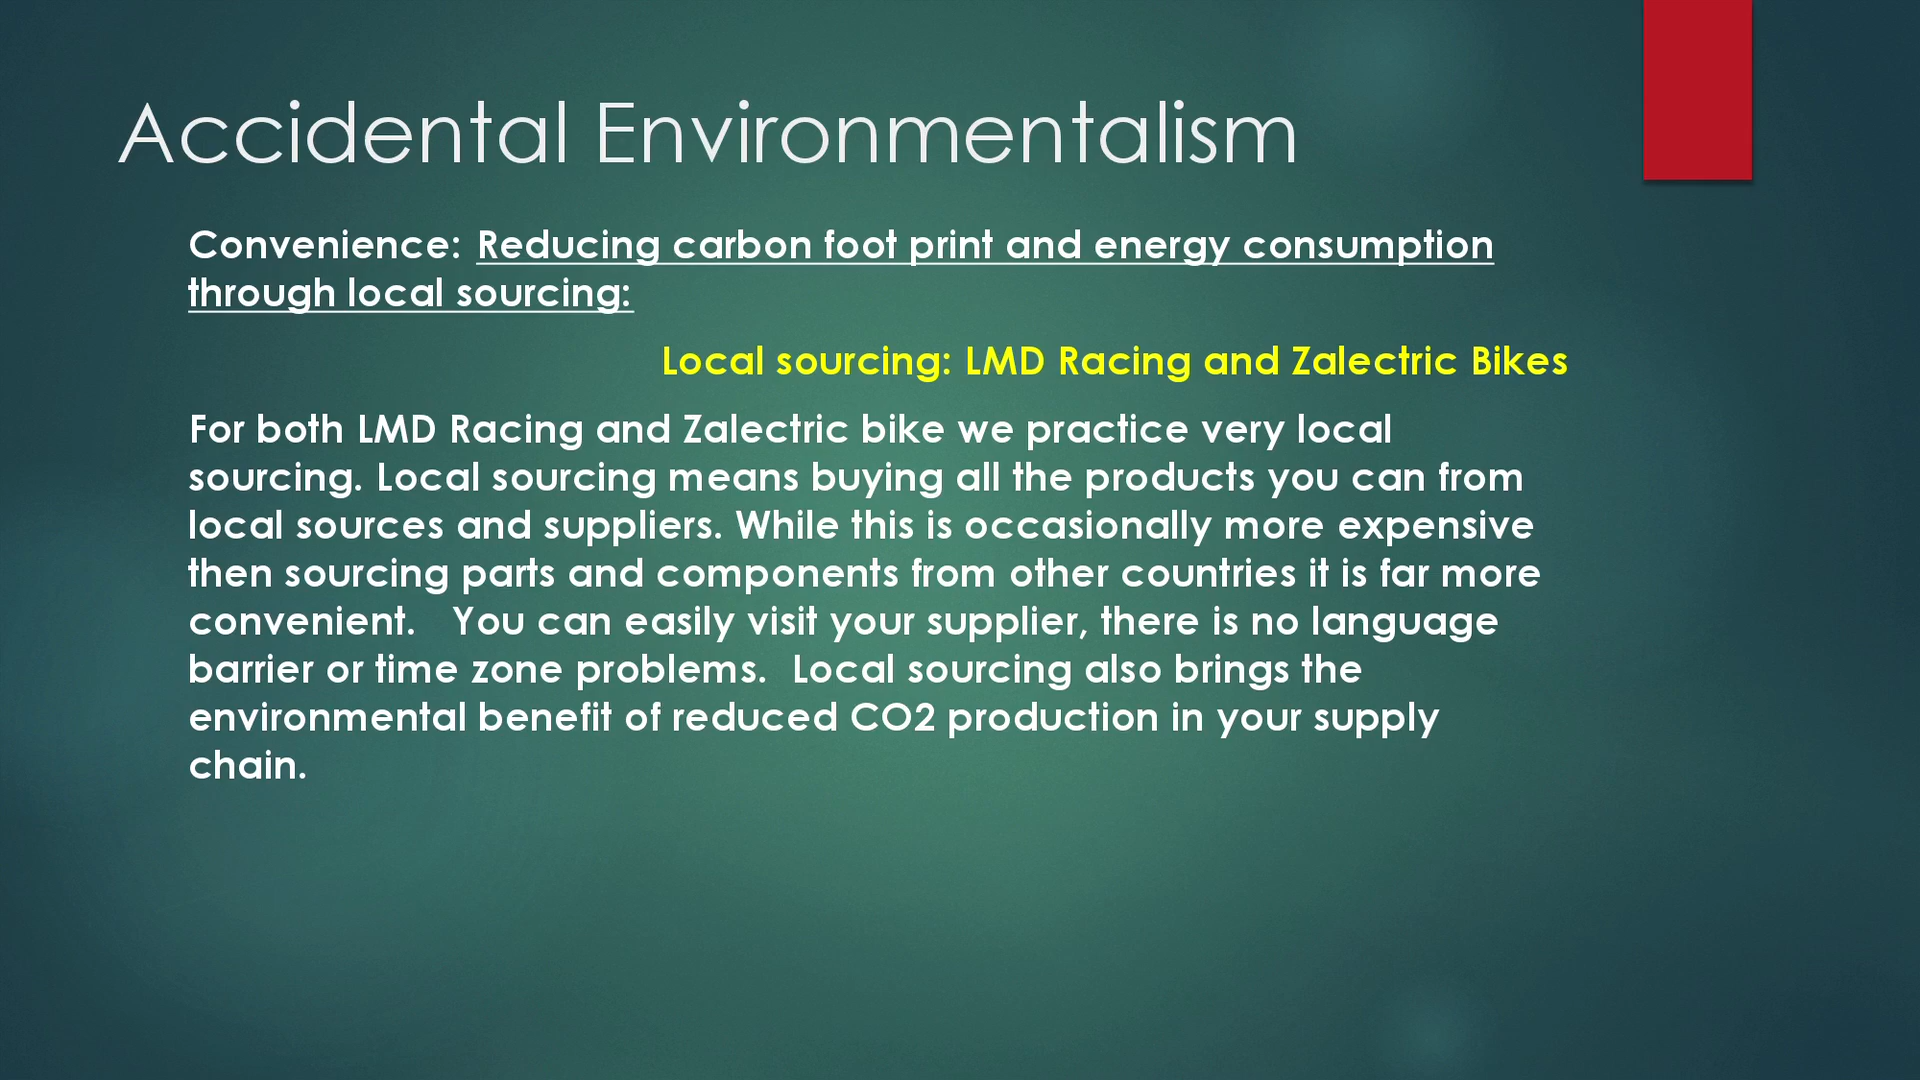 Accidental Environmentalism
Convenience: Reducing carbon foot print and energy consumption
through local sourcing:
Local sourcing: LMD Racing and Zalectric Bikes
For both LMD Racing and Zalectric bike we practice very local
sourcing. Local sourcing means buying all the products you can from
local sources and suppliers. While this is occasionally more expensive
then sourcing parts and components from other countries it is far more
convenient.   You can easily visit your supplier, there is no language
barrier or time zone problems.  Local sourcing also brings the
environmental benefit of reduced CO2 production in your supply
chain.